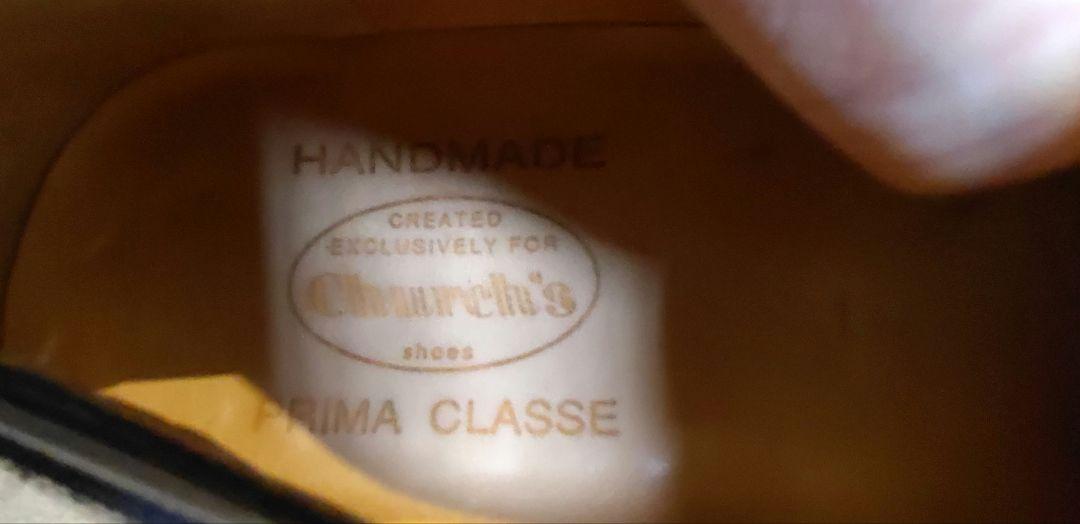 HANDMADE
CREATED
EXCLUSIVELY FOR
Church's
shoes
PRIMA CLASSE